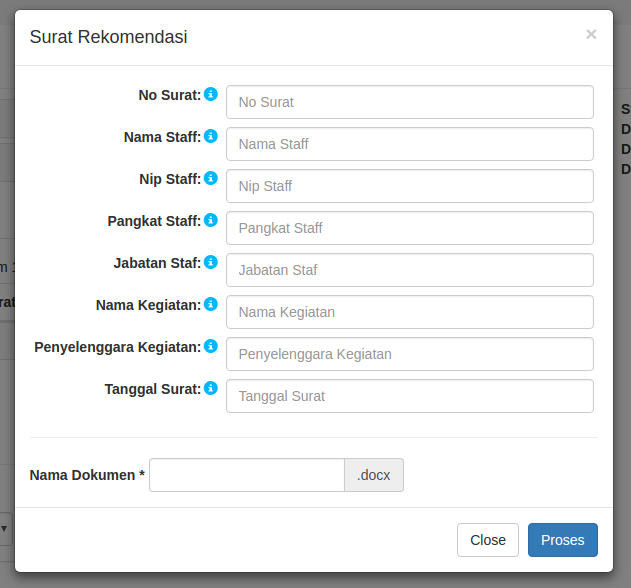 Surat Rekomendasi ×
No Surat: No Surat
Nama Staff: Nama Staff
Nip Staff: Nip Staff
Pangkat Staff: Pangkat Staff
Jabatan Staf: Jabatan Staf
Nama Kegiatan: Nama Kegiatan
Penyelenggara Kegiatan: Penyelenggara Kegiatan
Tanggal Surat: Tanggal Surat
Nama Dokumen * .docx
Close Proses